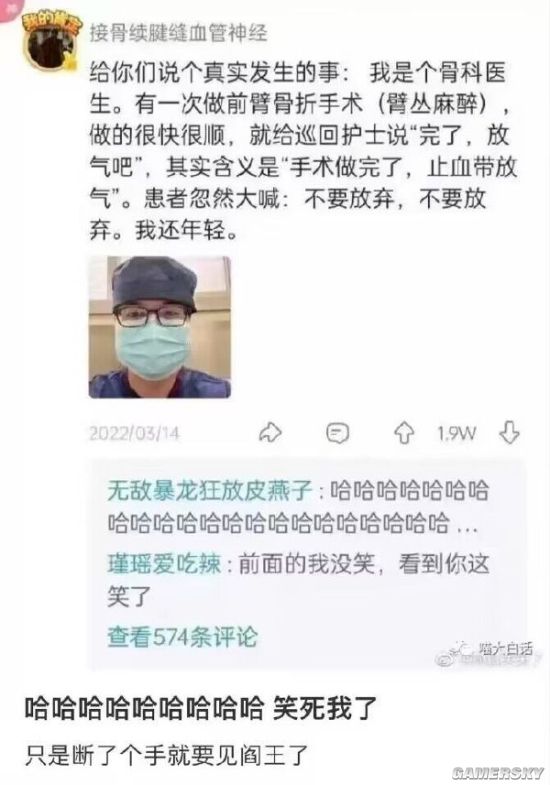 我的
接骨续腱缝血管神经
给你们说个真实发生的事：我是个骨科医
生。有一次做前臂骨折手术（臂丛麻醉），
做的很快很顺，就给巡回护士说“完了，放
气吧”，其实含义是“手术做完了，止血带放
气”。患者忽然大喊：不要放弃，不要放
弃。我还年轻。
2022/03/14
1.9W
无敌暴龙狂放皮燕子：哈哈哈哈哈哈哈
哈哈哈哈哈哈哈哈哈哈哈哈哈哈哈 ...
瑾瑶爱吃辣：前面的我没笑，看到你这
笑了
查看574条评论
喵大白话
哈哈哈哈哈哈哈哈哈 笑死我了
只是断了个手就要见阎王了
GAMERSKY